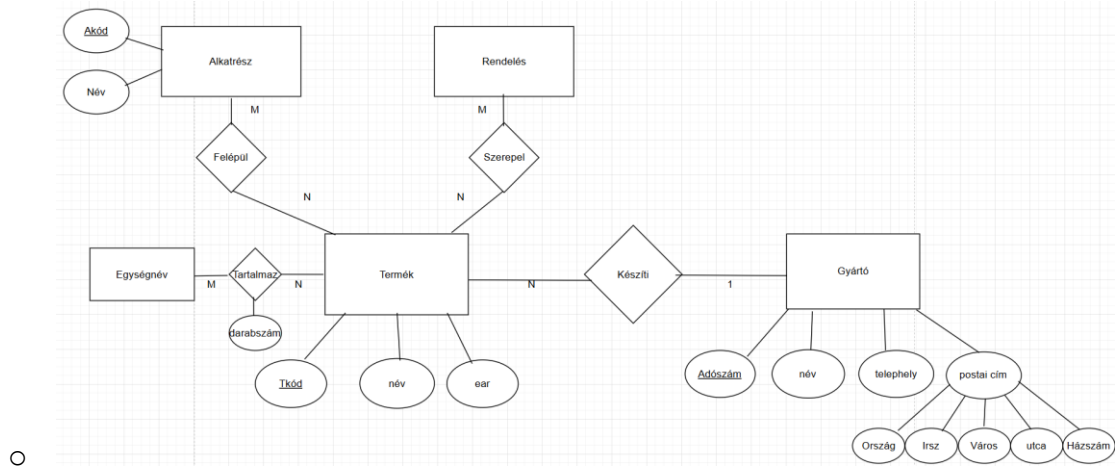 Akód
Alkatrész
Rendelés
Név
M
M
Felépül
Szerepel
N
N
Egységnév
Tartalmaz
Termék
Készíti
Gyártó
M
N
N
1
darabszám
Tkód
név
ear
Adószám
név
telephely
postai cím
Ország
Irsz
Város
utca
Házszám